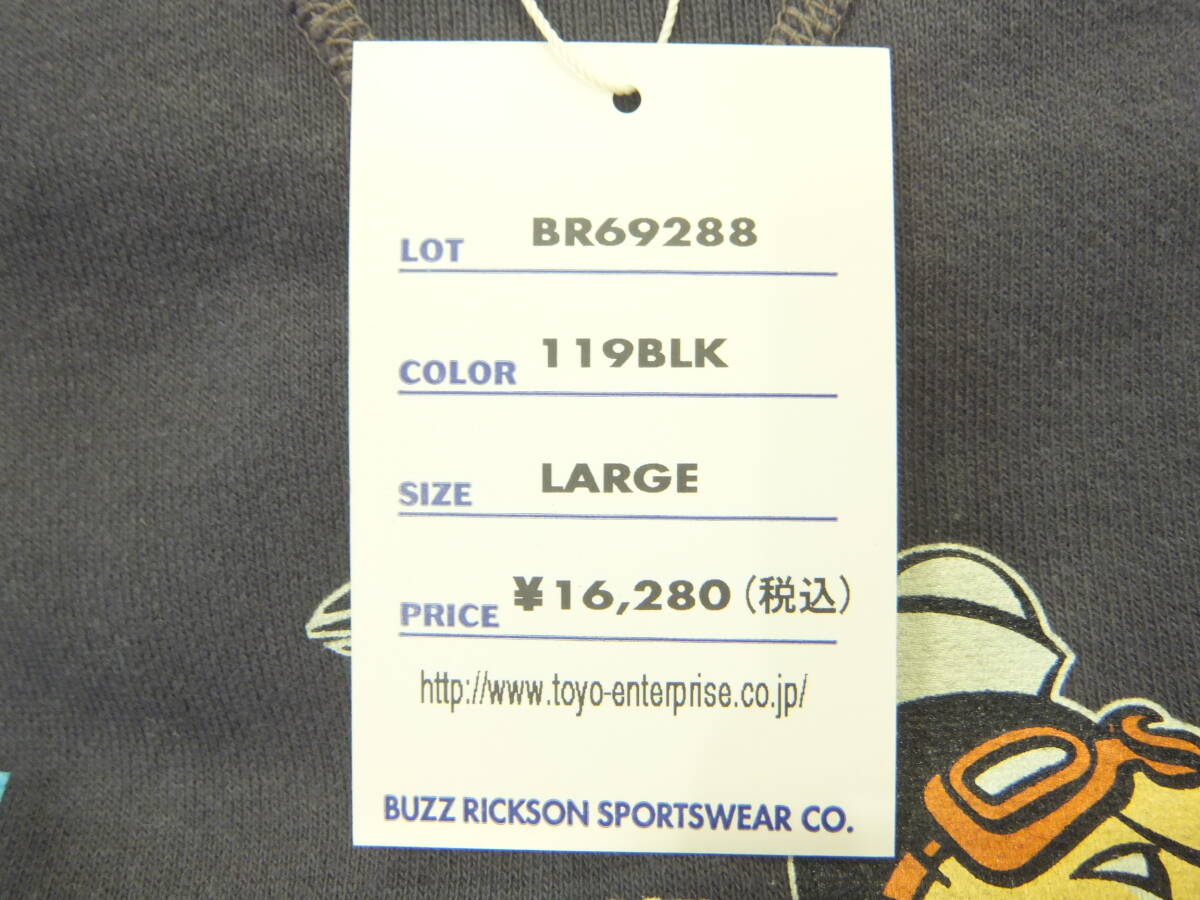 LOT BR69288
COLOR 119BLK
SIZE LARGE
PRICE ¥16,280(税込)
http://www.toyo-enterprise.co.jp/
BUZZ RICKSON SPORTSWEAR CO.